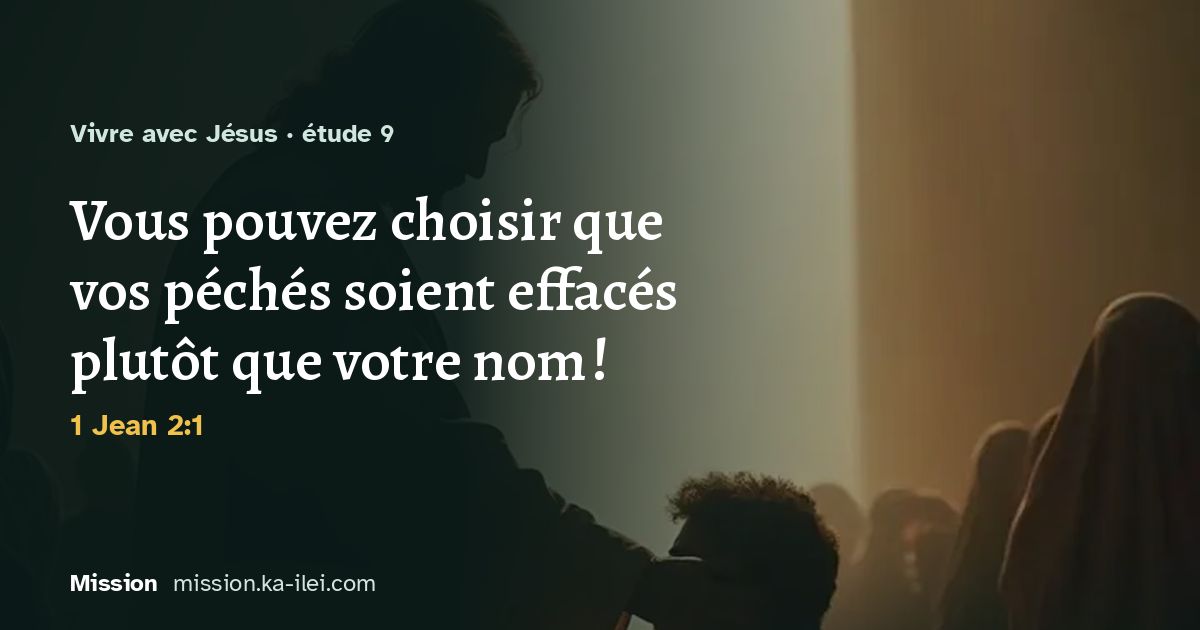 Vivre avec Jésus · étude 9
Vous pouvez choisir que
vos péchés soient effacés
plutôt que votre nom !
1 Jean 2:1
Mission mission.ka-ilei.com